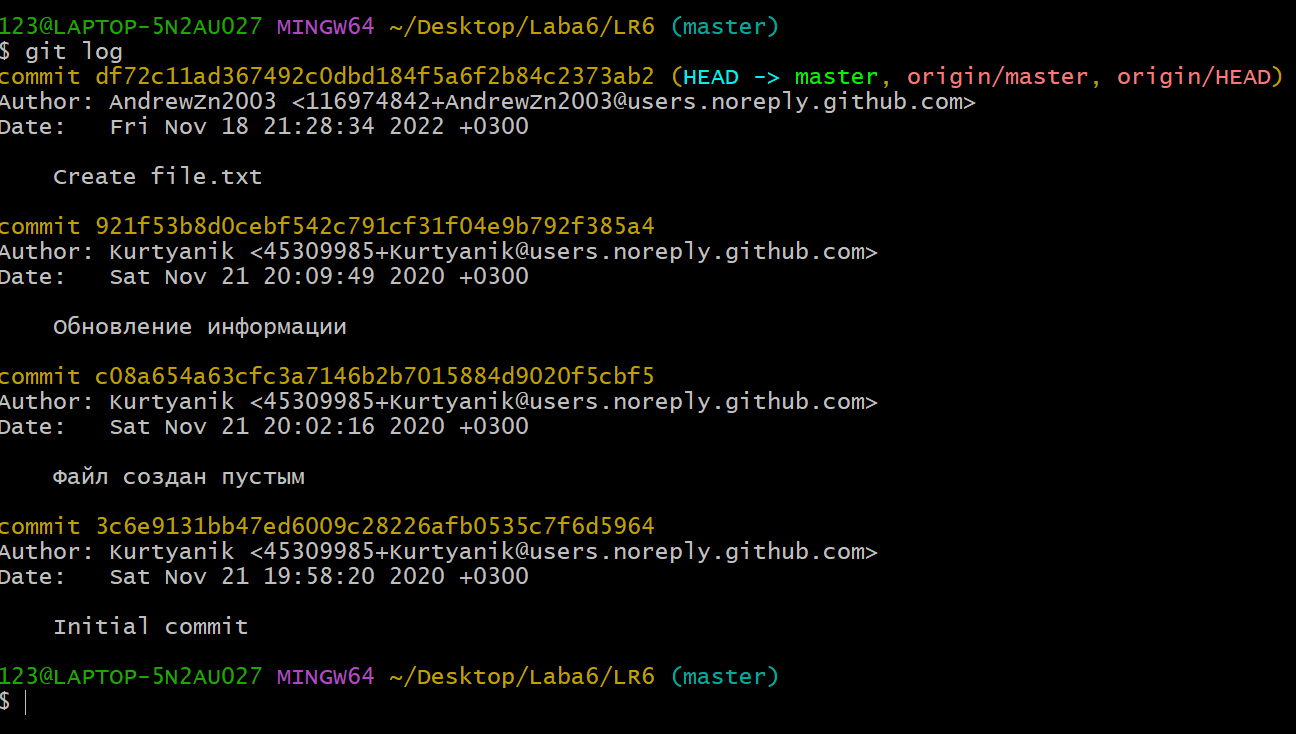 123@LAPTOP-5N2AU027 MINGW64 ~/Desktop/Laba6/LR6 (master)
$ git log
commit df72c11ad367492c0dbd184f5a6f2b84c2373ab2 (HEAD -> master, origin/master, origin/HEAD)
Author: AndrewZn2003 <116974842+AndrewZn2003@users.noreply.github.com>
Date:   Fri Nov 18 21:28:34 2022 +0300
    Create file.txt
commit 921f53b8d0cebf542c791cf31f04e9b792f385a4
Author: Kurtyanik <45309985+Kurtyanik@users.noreply.github.com>
Date:   Sat Nov 21 20:09:49 2020 +0300
    Обновление информации
commit c08a654a63cfc3a7146b2b7015884d9020f5cbf5
Author: Kurtyanik <45309985+Kurtyanik@users.noreply.github.com>
Date:   Sat Nov 21 20:02:16 2020 +0300
    Файл создан пустым
commit 3c6e9131bb47ed6009c28226afb0535c7f6d5964
Author: Kurtyanik <45309985+Kurtyanik@users.noreply.github.com>
Date:   Sat Nov 21 19:58:20 2020 +0300
    Initial commit
123@LAPTOP-5N2AU027 MINGW64 ~/Desktop/Laba6/LR6 (master)
$